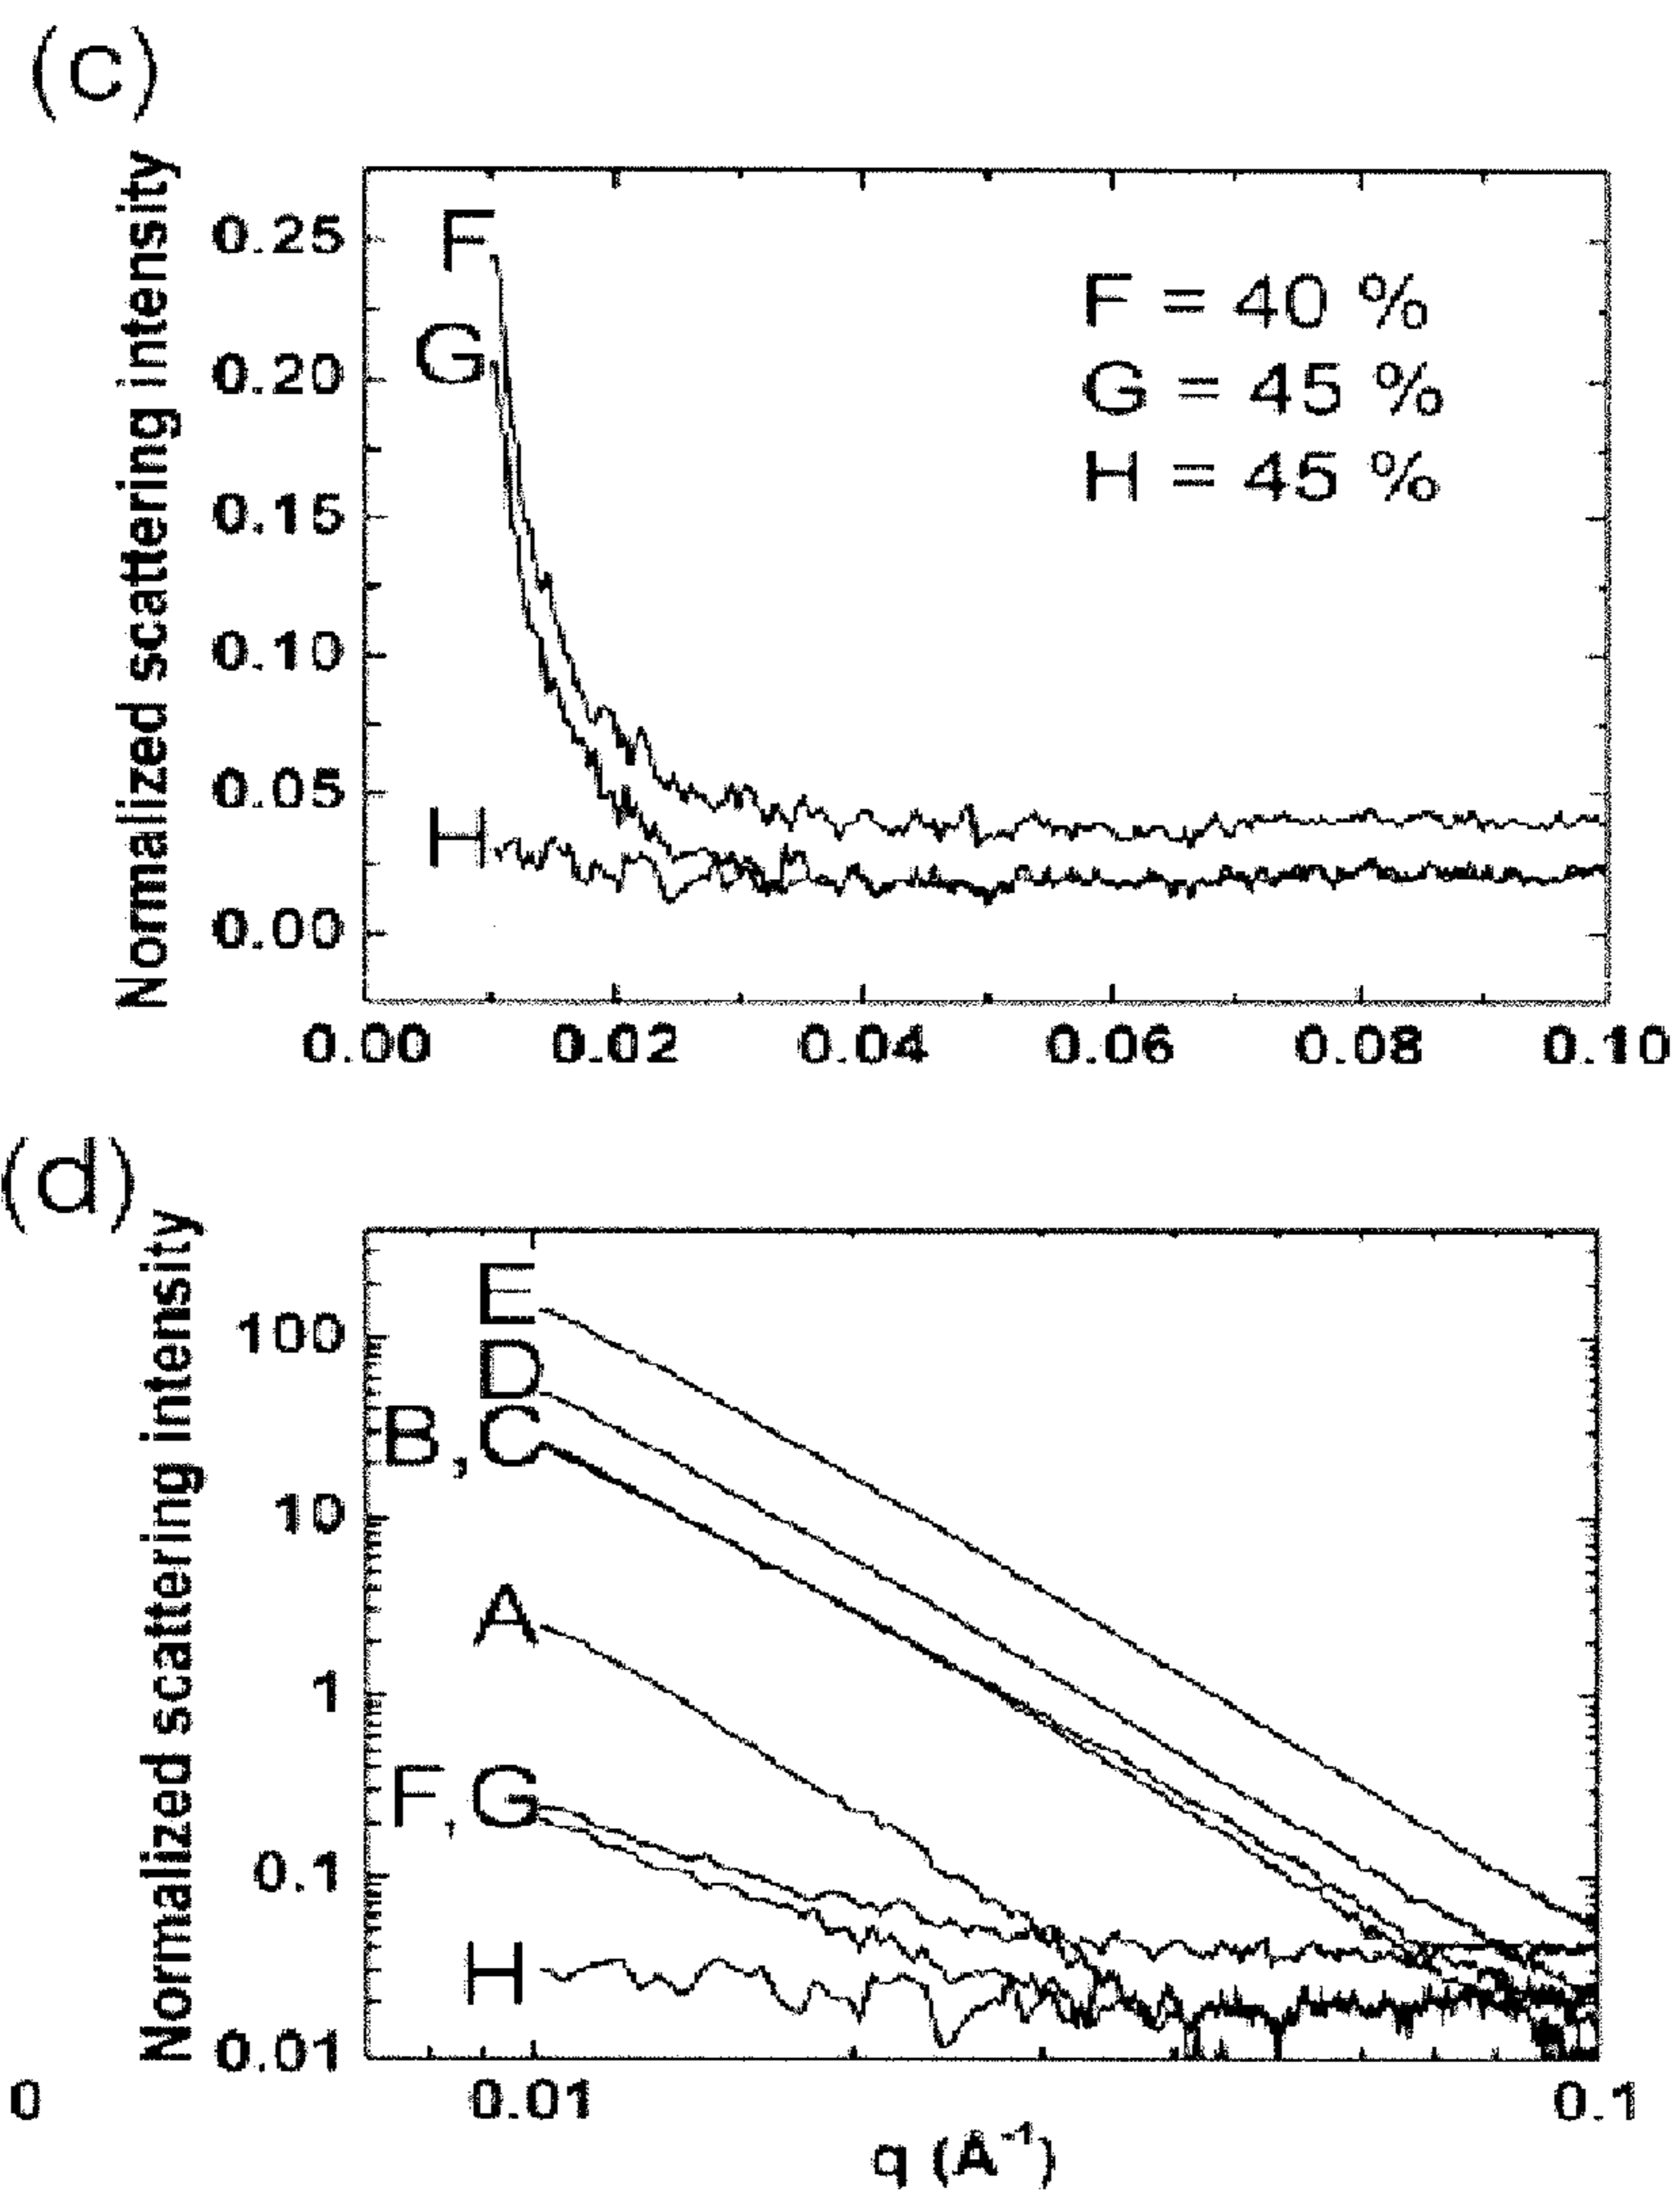 (c)
Normalized scattering intensity
0.25
0.20
0.15
0.10
0.05
0.00
F
G
H
F = 40 %
G = 45 %
H = 45 %
0.00 0.02 0.04 0.06 0.08 0.10
(d)
Normalized scattering intensity
100
10
1
0.1
0.01
E
D
B,C
A
F,G
H
0 0.01 0.1
q (A⁻¹)